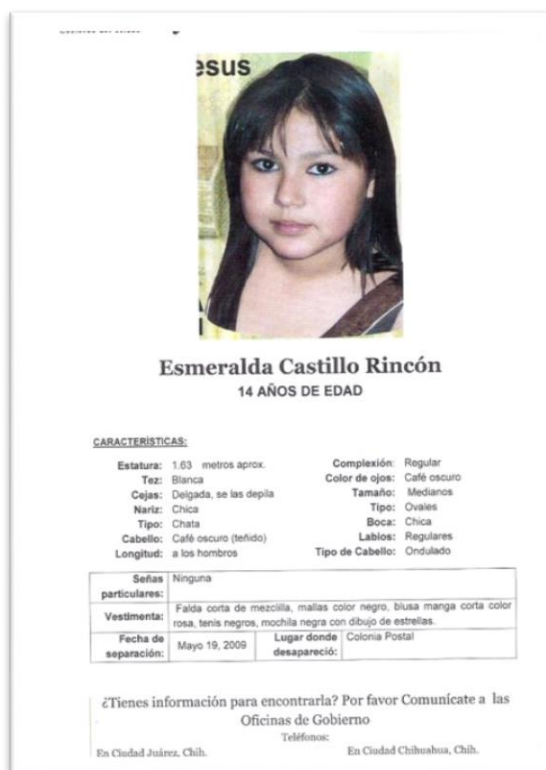 esus
Esmeralda Castillo Rincón
14 AÑOS DE EDAD
CARACTERÍSTICAS:
Estatura: 1.63 metros aprox. Complexión: Regular
Tez: Blanca Color de ojos: Café oscuro
Cejas: Delgada, se las depila Tamaño: Medianos
Nariz: Chica Tipo: Ovales
Tipo: Chata Boca: Chica
Cabello: Café oscuro (teñido) Labios: Regulares
Longitud: a los hombros Tipo de Cabello: Ondulado
Señas particulares: Ninguna
Vestimenta: Falda corta de mezclilla, mallas color negro, blusa manga corta color
rosa, tenis negros, mochila negra con dibujo de estrellas.
Fecha de separación: Mayo 19, 2009 Lugar donde desapareció: Colonia Postal
¿Tienes información para encontrarla? Por favor Comunícate a las
Oficinas de Gobierno
Teléfonos:
En Ciudad Juárez, Chih. En Ciudad Chihuahua, Chih.